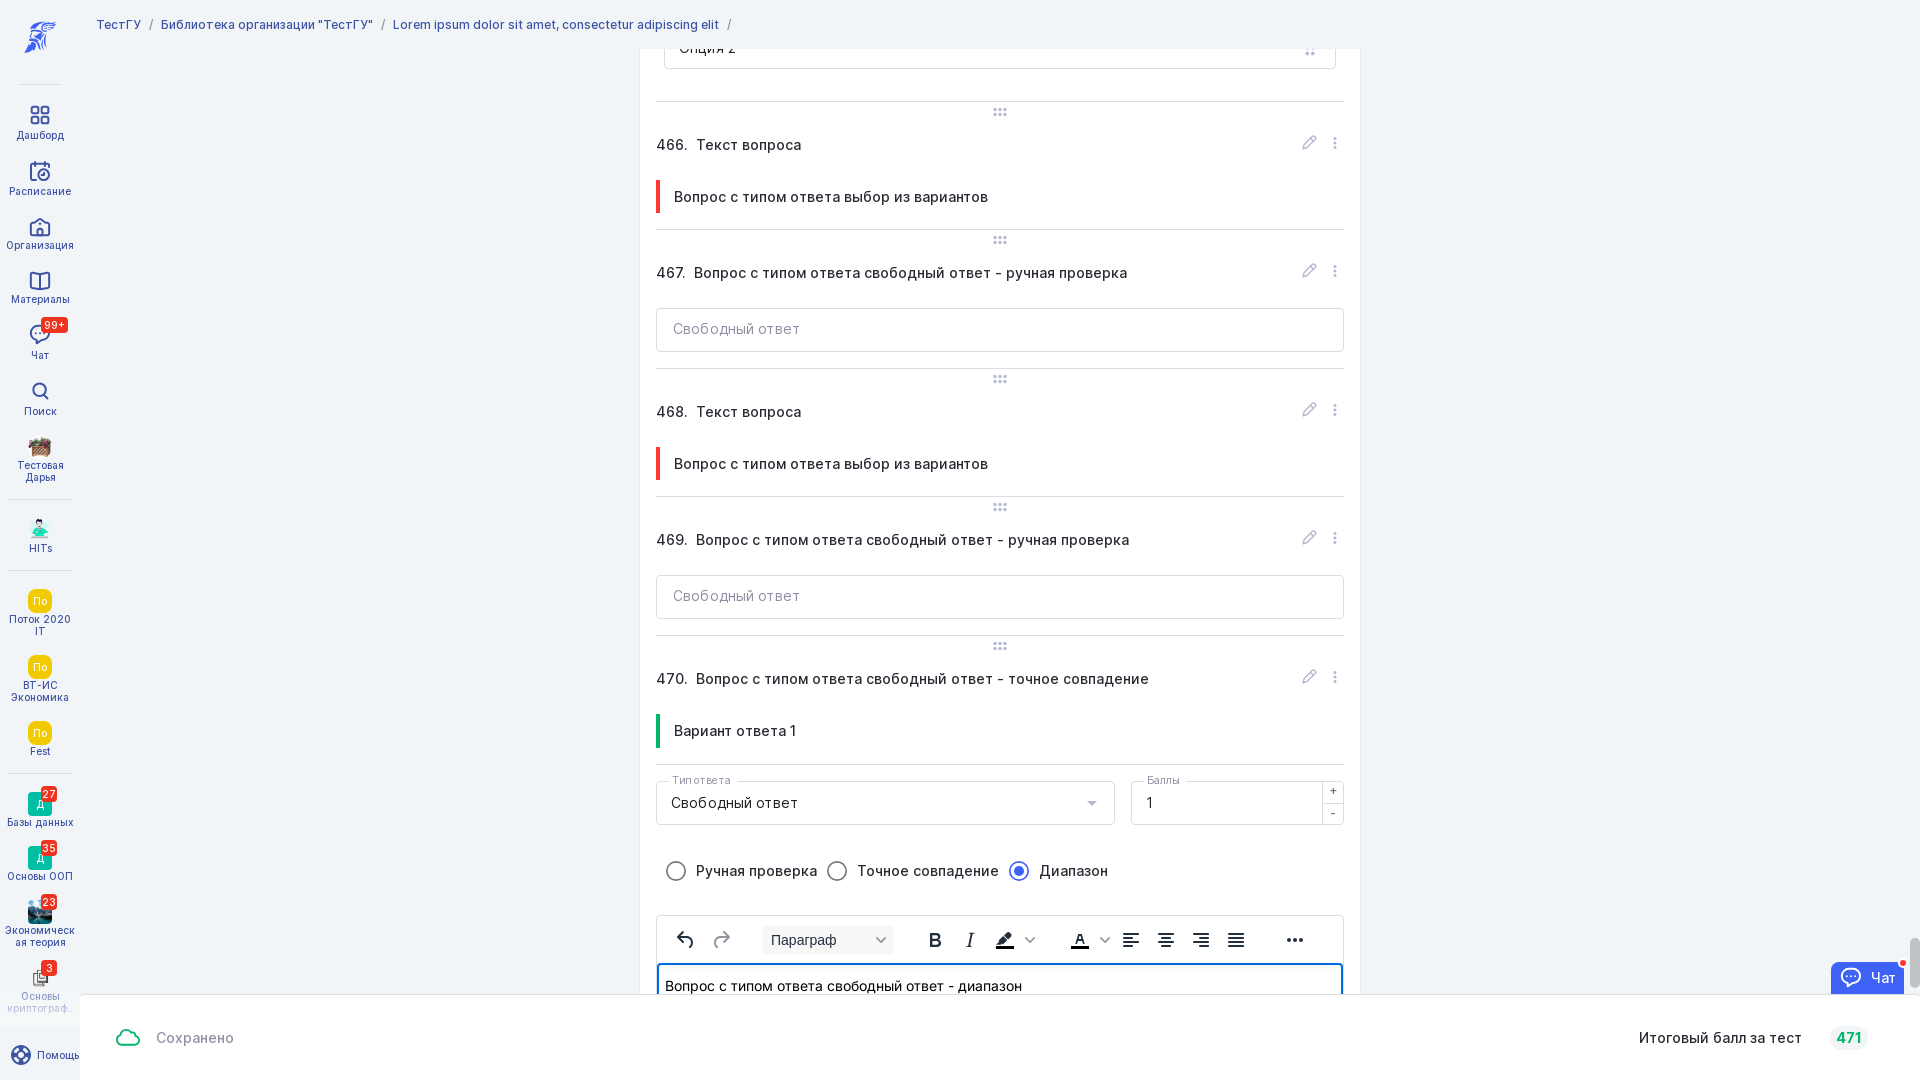 ТестГУ / Библиотека организации "ТестГУ" / Lorem ipsum dolor sit amet, consectetur adipiscing elit /
Дашборд
Расписание
Организация
Материалы
99+
Чат
Поиск
Тестовая
Дарья
HITs
По
Поток 2020
IT
По
ВТ-ИС
Экономика
По
Fest
27
Д
Базы данных
35
Д
Основы ООП
23
Экономическ
ая теория
3
Основы
криптограф...
Помощь
Опция 2
466. Текст вопроса
Вопрос с типом ответа выбор из вариантов
467. Вопрос с типом ответа свободный ответ - ручная проверка
Свободный ответ
468. Текст вопроса
Вопрос с типом ответа выбор из вариантов
469. Вопрос с типом ответа свободный ответ - ручная проверка
Свободный ответ
470. Вопрос с типом ответа свободный ответ - точное совпадение
Вариант ответа 1
Тип ответа
Свободный ответ
Баллы
1
+
-
Ручная проверка Точное совпадение Диапазон
Параграф
Вопрос с типом ответа свободный ответ - диапазон
Чат
Сохранено
Итоговый балл за тест 471